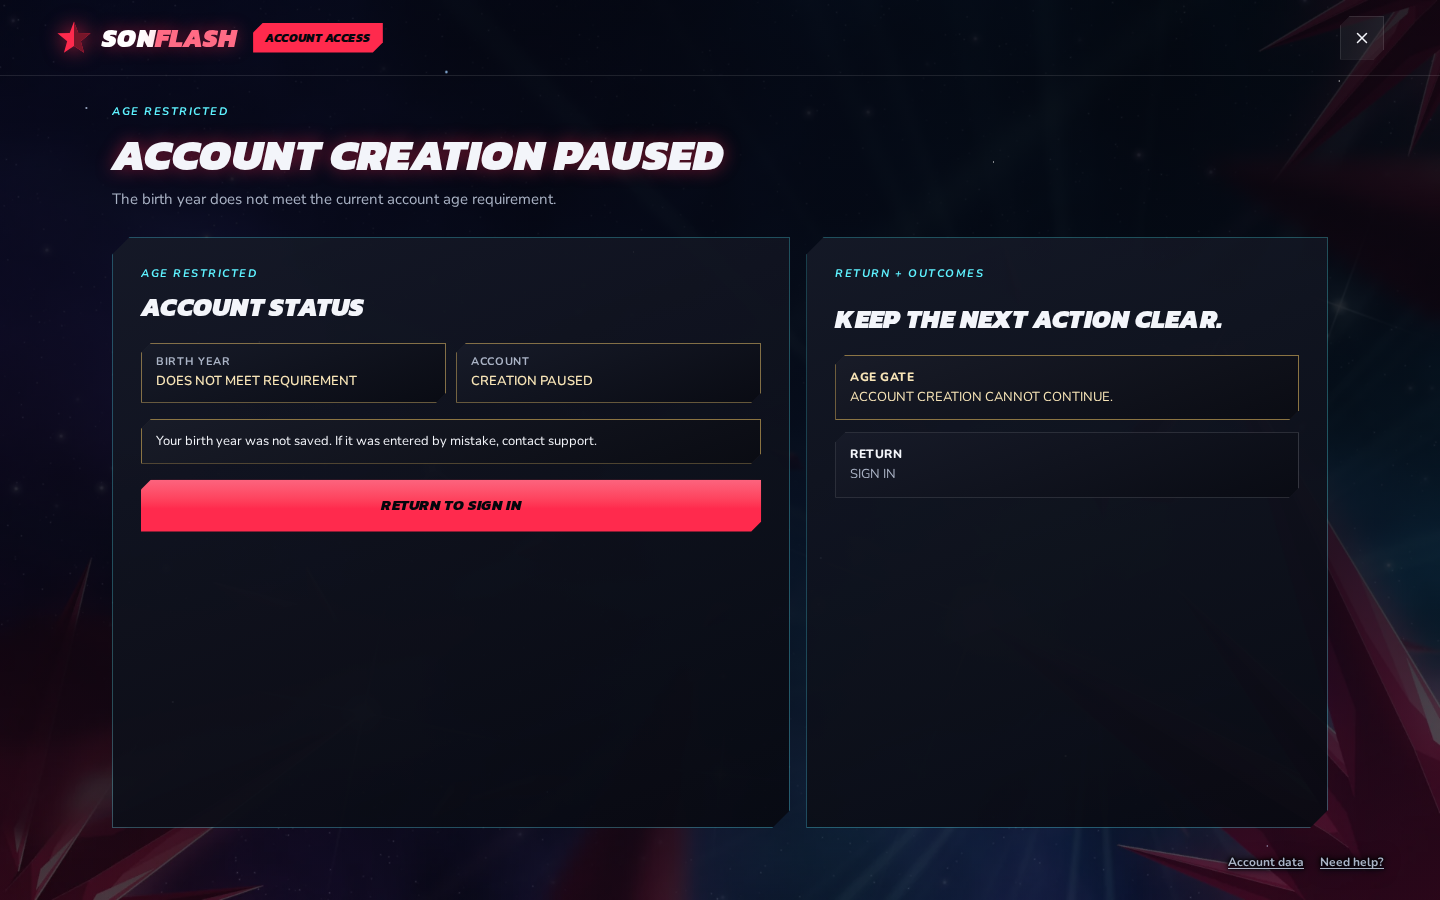 SONFLASH
ACCOUNT ACCESS
AGE RESTRICTED
ACCOUNT CREATION PAUSED
The birth year does not meet the current account age requirement.
AGE RESTRICTED
ACCOUNT STATUS
BIRTH YEAR
DOES NOT MEET REQUIREMENT
ACCOUNT
CREATION PAUSED
Your birth year was not saved. If it was entered by mistake, contact support.
RETURN TO SIGN IN
RETURN + OUTCOMES
KEEP THE NEXT ACTION CLEAR.
AGE GATE
ACCOUNT CREATION CANNOT CONTINUE.
RETURN
SIGN IN
Account data
Need help?